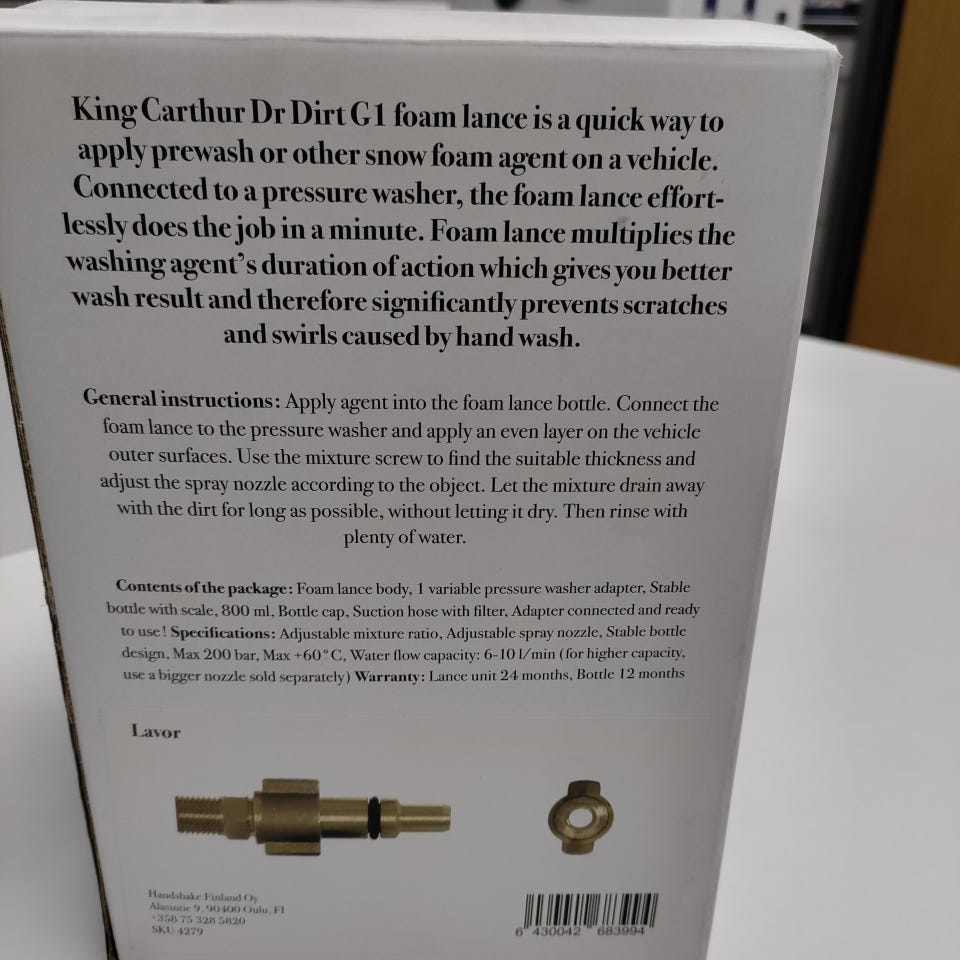 King Carthur Dr Dirt G1 foam lance is a quick way to
apply prewash or other snow foam agent on a vehicle.
Connected to a pressure washer, the foam lance effort-
lessly does the job in a minute. Foam lance multiplies the
washing agent's duration of action which gives you better
wash result and therefore significantly prevents scratches
and swirls caused by hand wash.
General instructions: Apply agent into the foam lance bottle. Connect the
foam lance to the pressure washer and apply an even layer on the vehicle
outer surfaces. Use the mixture screw to find the suitable thickness and
adjust the spray nozzle according to the object. Let the mixture drain away
with the dirt for long as possible, without letting it dry. Then rinse with
plenty of water.
Contents of the package: Foam lance body, 1 variable pressure washer adapter, Stable
bottle with scale, 800 ml, Bottle cap, Suction hose with filter, Adapter connected and ready
to use! Specifications: Adjustable mixture ratio, Adjustable spray nozzle, Stable bottle
design, Max 200 bar, Max +60°C, Water flow capacity: 6-10 l/min (for higher capacity,
use a bigger nozzle sold separately) Warranty: Lance unit 24 months, Bottle 12 months
Lavor
Handshake Finland Oy
Alasintie 9, 90400 Oulu, FI
+358 75 328 5820
SKU 4279
6 430042 683994